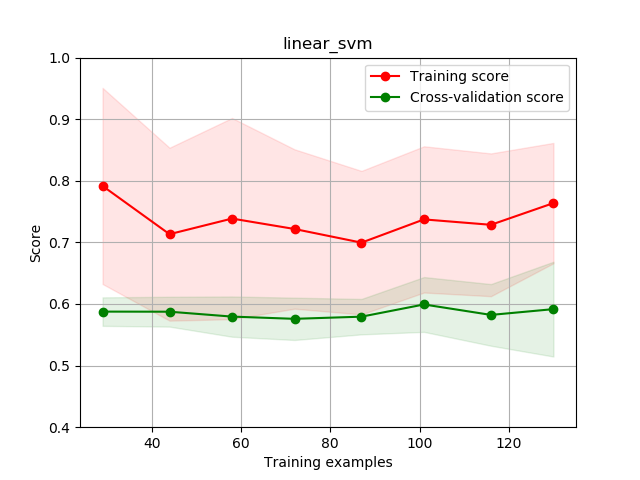 linear_svm
Training score
Cross-validation score
1.0
0.9
0.8
0.7
0.6
0.5
0.4
Score
40 60 80 100 120
Training examples